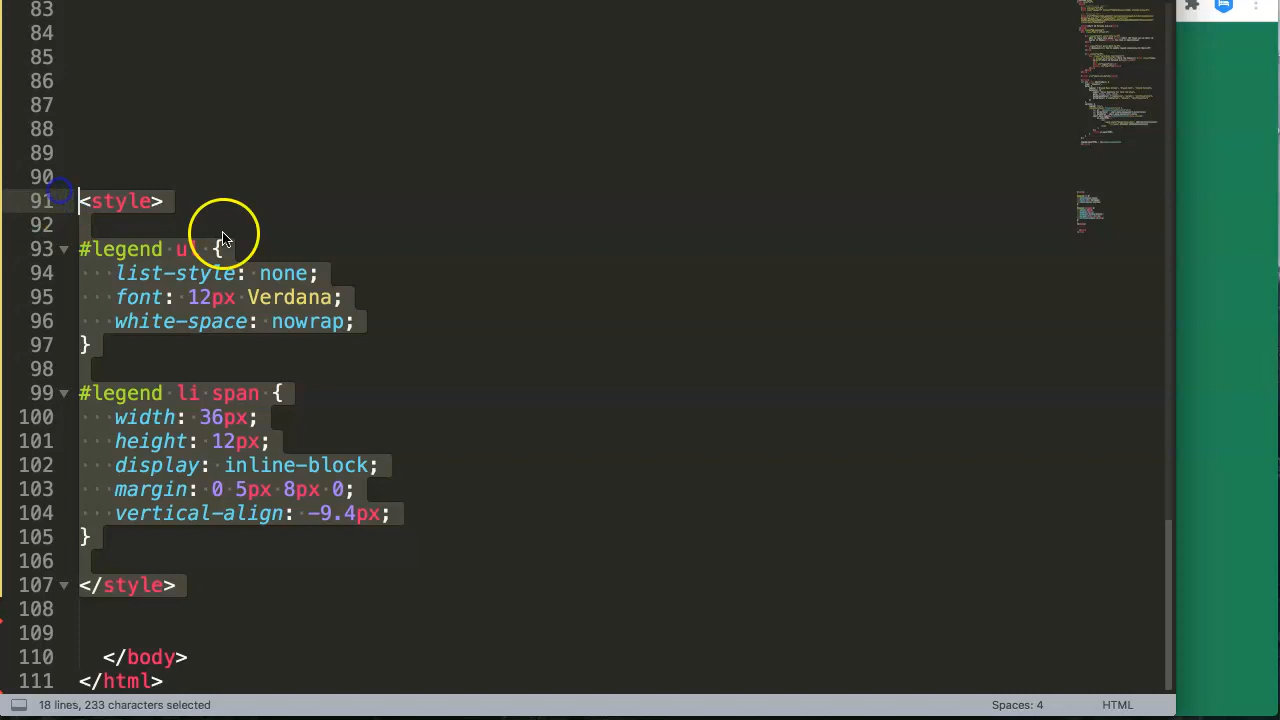 83
84
85
86
87
88
89
90
91 <style>
92
93 #legend ul {
94 list-style: none;
95 font: 12px Verdana;
96 white-space: nowrap;
97 }
98
99 #legend li span {
100 width: 36px;
101 height: 12px;
102 display: inline-block;
103 margin: 0 5px 8px 0;
104 vertical-align: -9.4px;
105 }
106
107 </style>
108
109
110 </body>
111 </html>
18 lines, 233 characters selected Spaces: 4 HTML